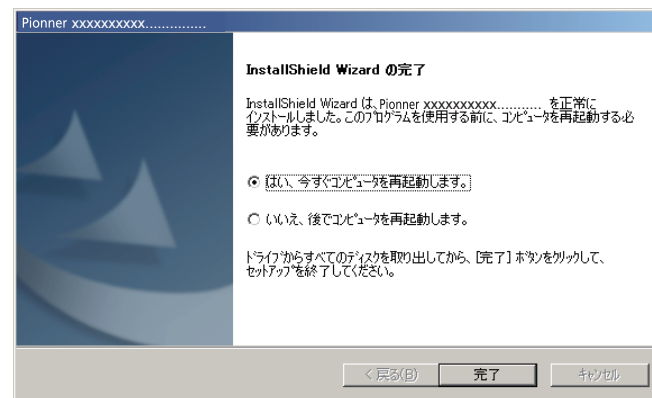 Pionner xxxxxxxxxx...............
InstallShield Wizard の完了
InstallShield Wizard は、Pionner xxxxxxxxxx........... を正常に
インストールしました。このプログラムを使用する前に、コンピュータを再起動する必
要があります。
はい、今すぐコンピュータを再起動します。
いいえ、後でコンピュータを再起動します。
ドライブからすべてのディスクを取り出してから、[完了] ボタンをクリックして、
セットアップを終了してください。
< 戻る(B)
完了
キャンセル